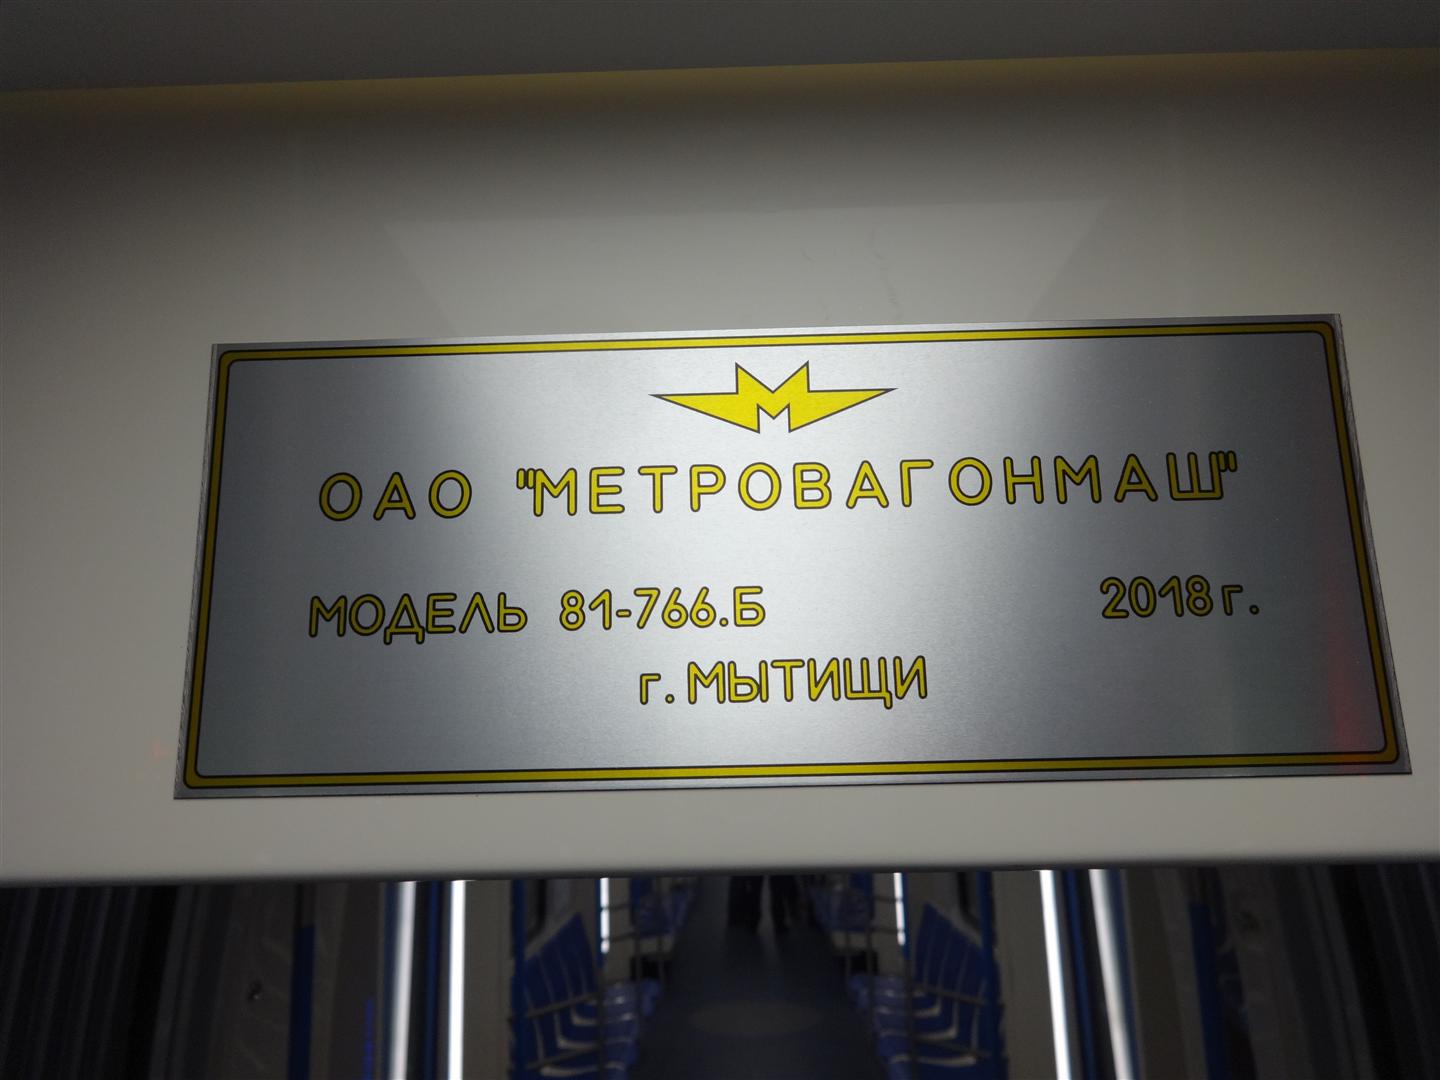 ОАО "МЕТРОВАГОНМАШ"
МОДЕЛЬ 81-766.Б 2018 г.
г. МЫТИЩИ